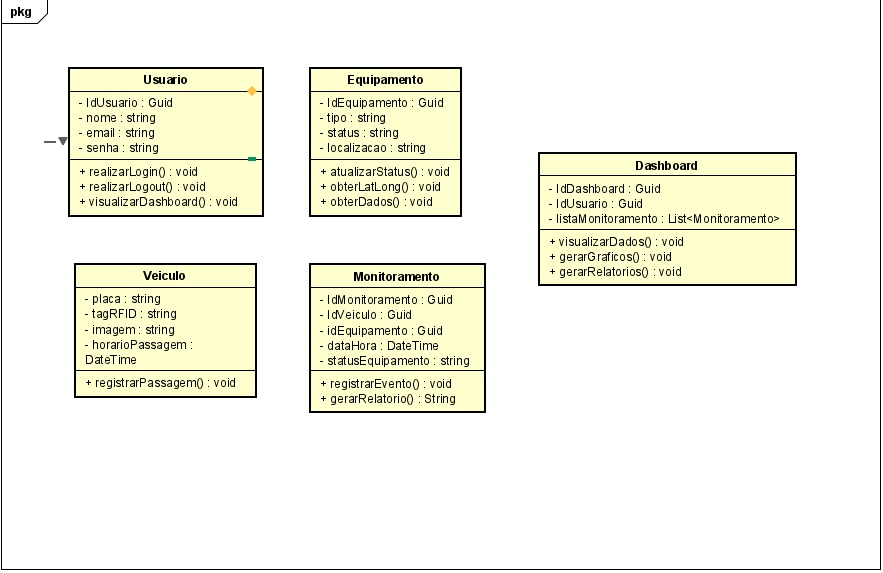 pkg
Usuario
- IdUsuario : Guid
- nome : string
- email : string
- senha : string
+ realizarLogin() : void
+ realizarLogout() : void
+ visualizarDashboard() : void
Equipamento
- IdEquipamento : Guid
- tipo : string
- status : string
- localizacao : string
+ atualizarStatus() : void
+ obterLatLong() : void
+ obterDados() : void
Dashboard
- IdDashboard : Guid
- IdUsuario : Guid
- listaMonitoramento : List<Monitoramento>
+ visualizarDados() : void
+ gerarGraficos() : void
+ gerarRelatorios() : void
Veiculo
- placa : string
- tagRFID : string
- imagem : string
- horarioPassagem :
DateTime
+ registrarPassagem() : void
Monitoramento
- IdMonitoramento : Guid
- IdVeiculo : Guid
- idEquipamento : Guid
- dataHora : DateTime
- statusEquipamento : string
+ registrarEvento() : void
+ gerarRelatorio() : String